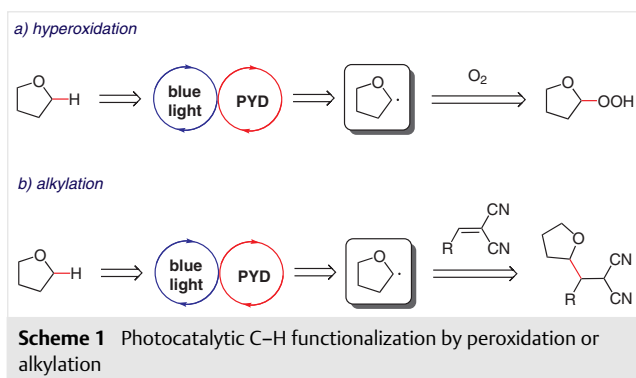 a) hyperoxidation
O H blue light PYD O · O2 O OOH
b) alkylation
O H blue light PYD O · R CN CN O R CN CN
Scheme 1 Photocatalytic C–H functionalization by peroxidation or
alkylation